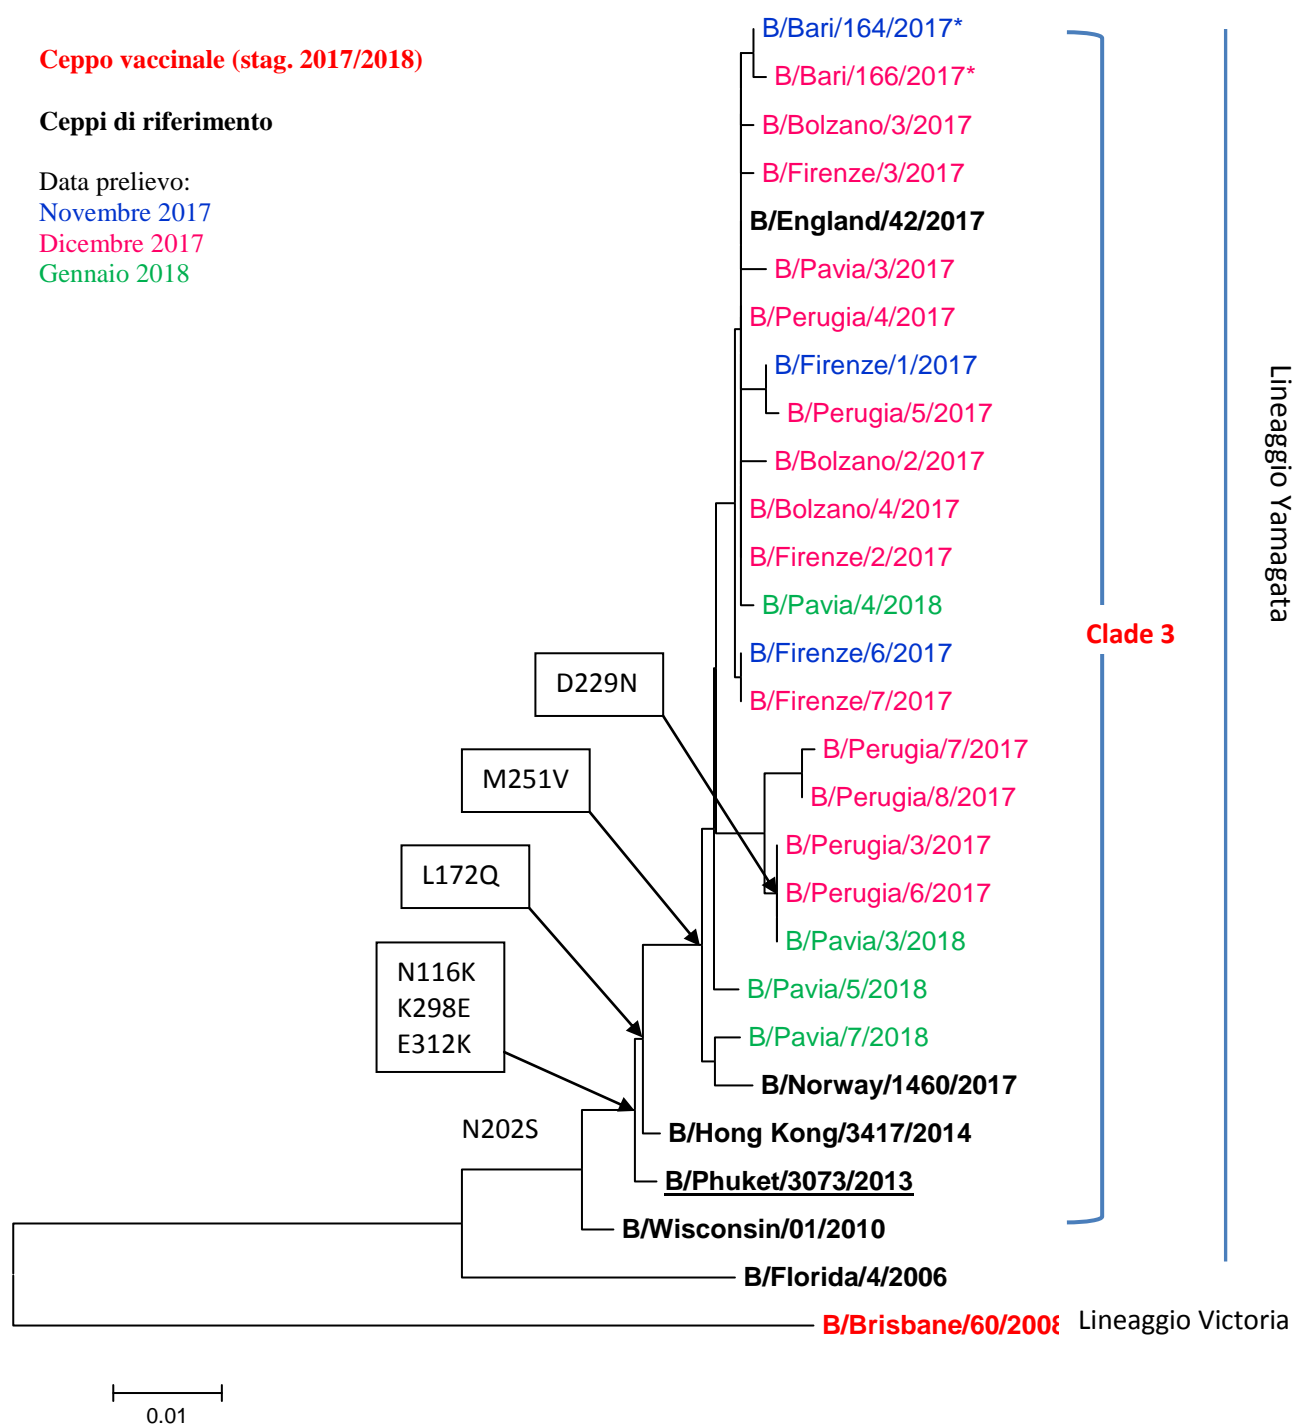 Ceppo vaccinale (stag. 2017/2018)
Ceppi di riferimento
Data prelievo:
Novembre 2017
Dicembre 2017
Gennaio 2018
B/Bari/164/2017*
B/Bari/166/2017*
B/Bolzano/3/2017
B/Firenze/3/2017
B/England/42/2017
B/Pavia/3/2017
B/Perugia/4/2017
B/Firenze/1/2017
B/Perugia/5/2017
B/Bolzano/2/2017
B/Bolzano/4/2017
B/Firenze/2/2017
B/Pavia/4/2018
B/Firenze/6/2017
B/Firenze/7/2017
B/Perugia/7/2017
B/Perugia/8/2017
B/Perugia/3/2017
B/Perugia/6/2017
B/Pavia/3/2018
B/Pavia/5/2018
B/Pavia/7/2018
B/Norway/1460/2017
B/Hong Kong/3417/2014
B/Phuket/3073/2013
B/Wisconsin/01/2010
B/Florida/4/2006
B/Brisbane/60/2008
Lineaggio Victoria
D229N
M251V
L172Q
N116K
K298E
E312K
N202S
Clade 3
Lineaggio Yamagata
0.01